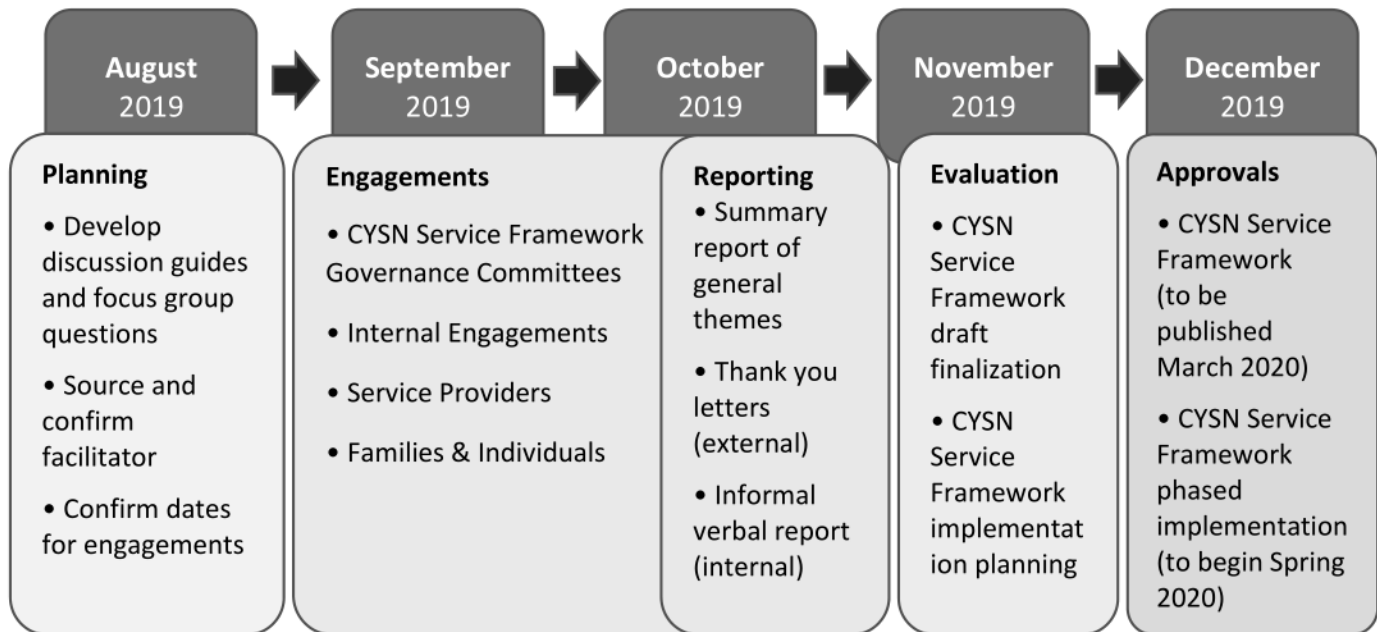 August
2019
September
2019
October
2019
November
2019
December
2019
Planning
• Develop
discussion guides
and focus group
questions
• Source and
confirm
facilitator
• Confirm dates
for engagements
Engagements
• CYSN Service Framework
Governance Committees
• Internal Engagements
• Service Providers
• Families & Individuals
Reporting
• Summary
report of
general
themes
• Thank you
letters
(external)
• Informal
verbal report
(internal)
Evaluation
• CYSN
Service
Framework
draft
finalization
• CYSN
Service
Framework
implementat
ion planning
Approvals
• CYSN Service
Framework
(to be
published
March 2020)
• CYSN Service
Framework
phased
implementation
(to begin Spring
2020)